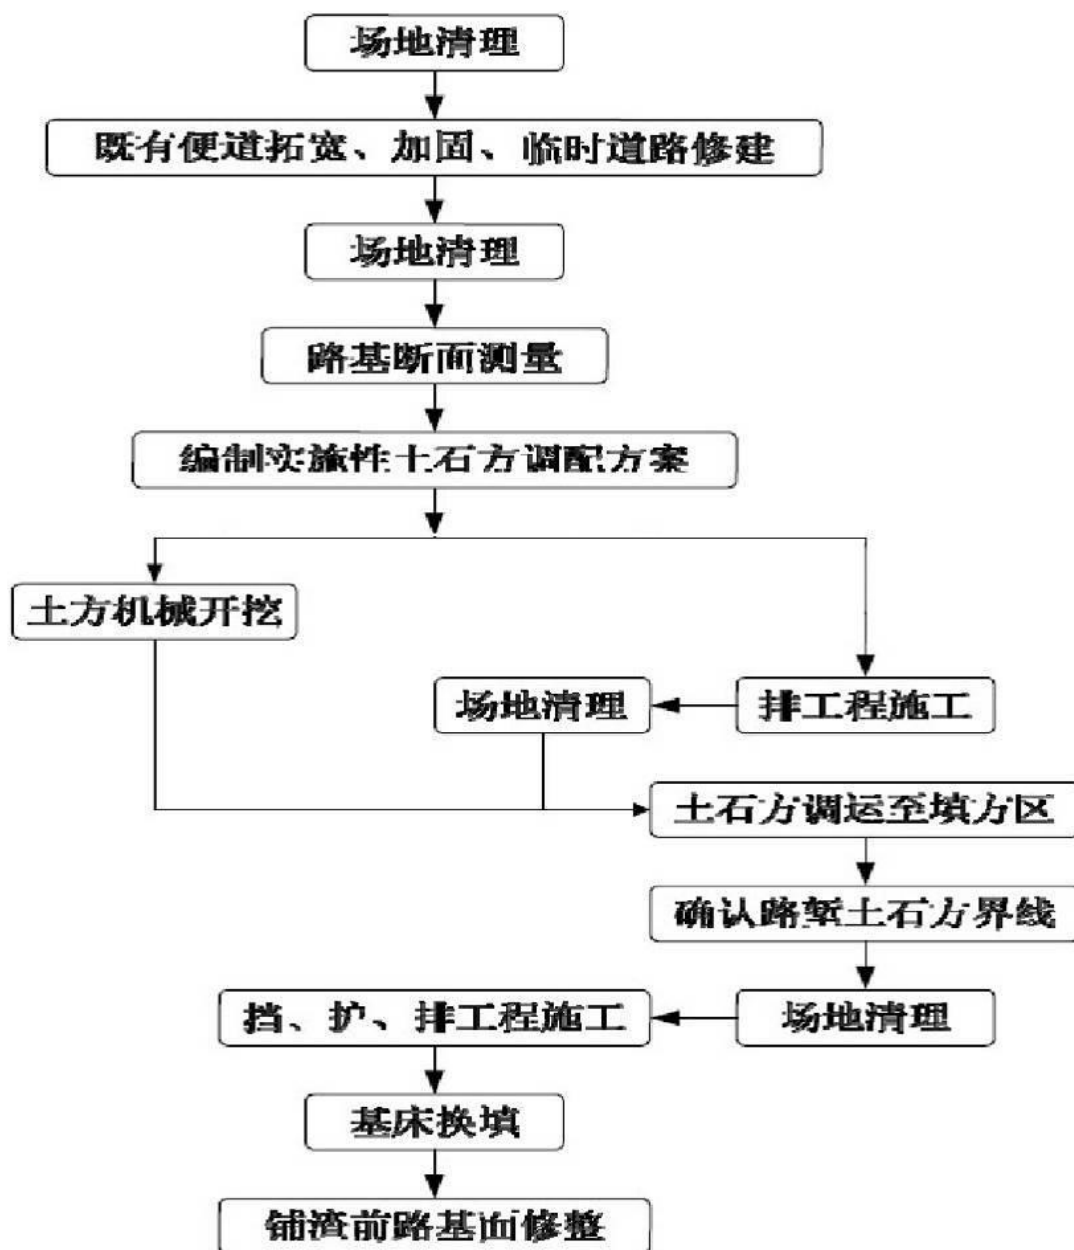 场地清理
既有便道拓宽、加固、临时道路修建
场地清理
路基断面测量
编制实施性土石方调配方案
土方机械开挖
场地清理
排工程施工
土石方调运至填方区
确认路堑土石方界线
场地清理
挡、护、排工程施工
基床换填
铺渣前路基面修整